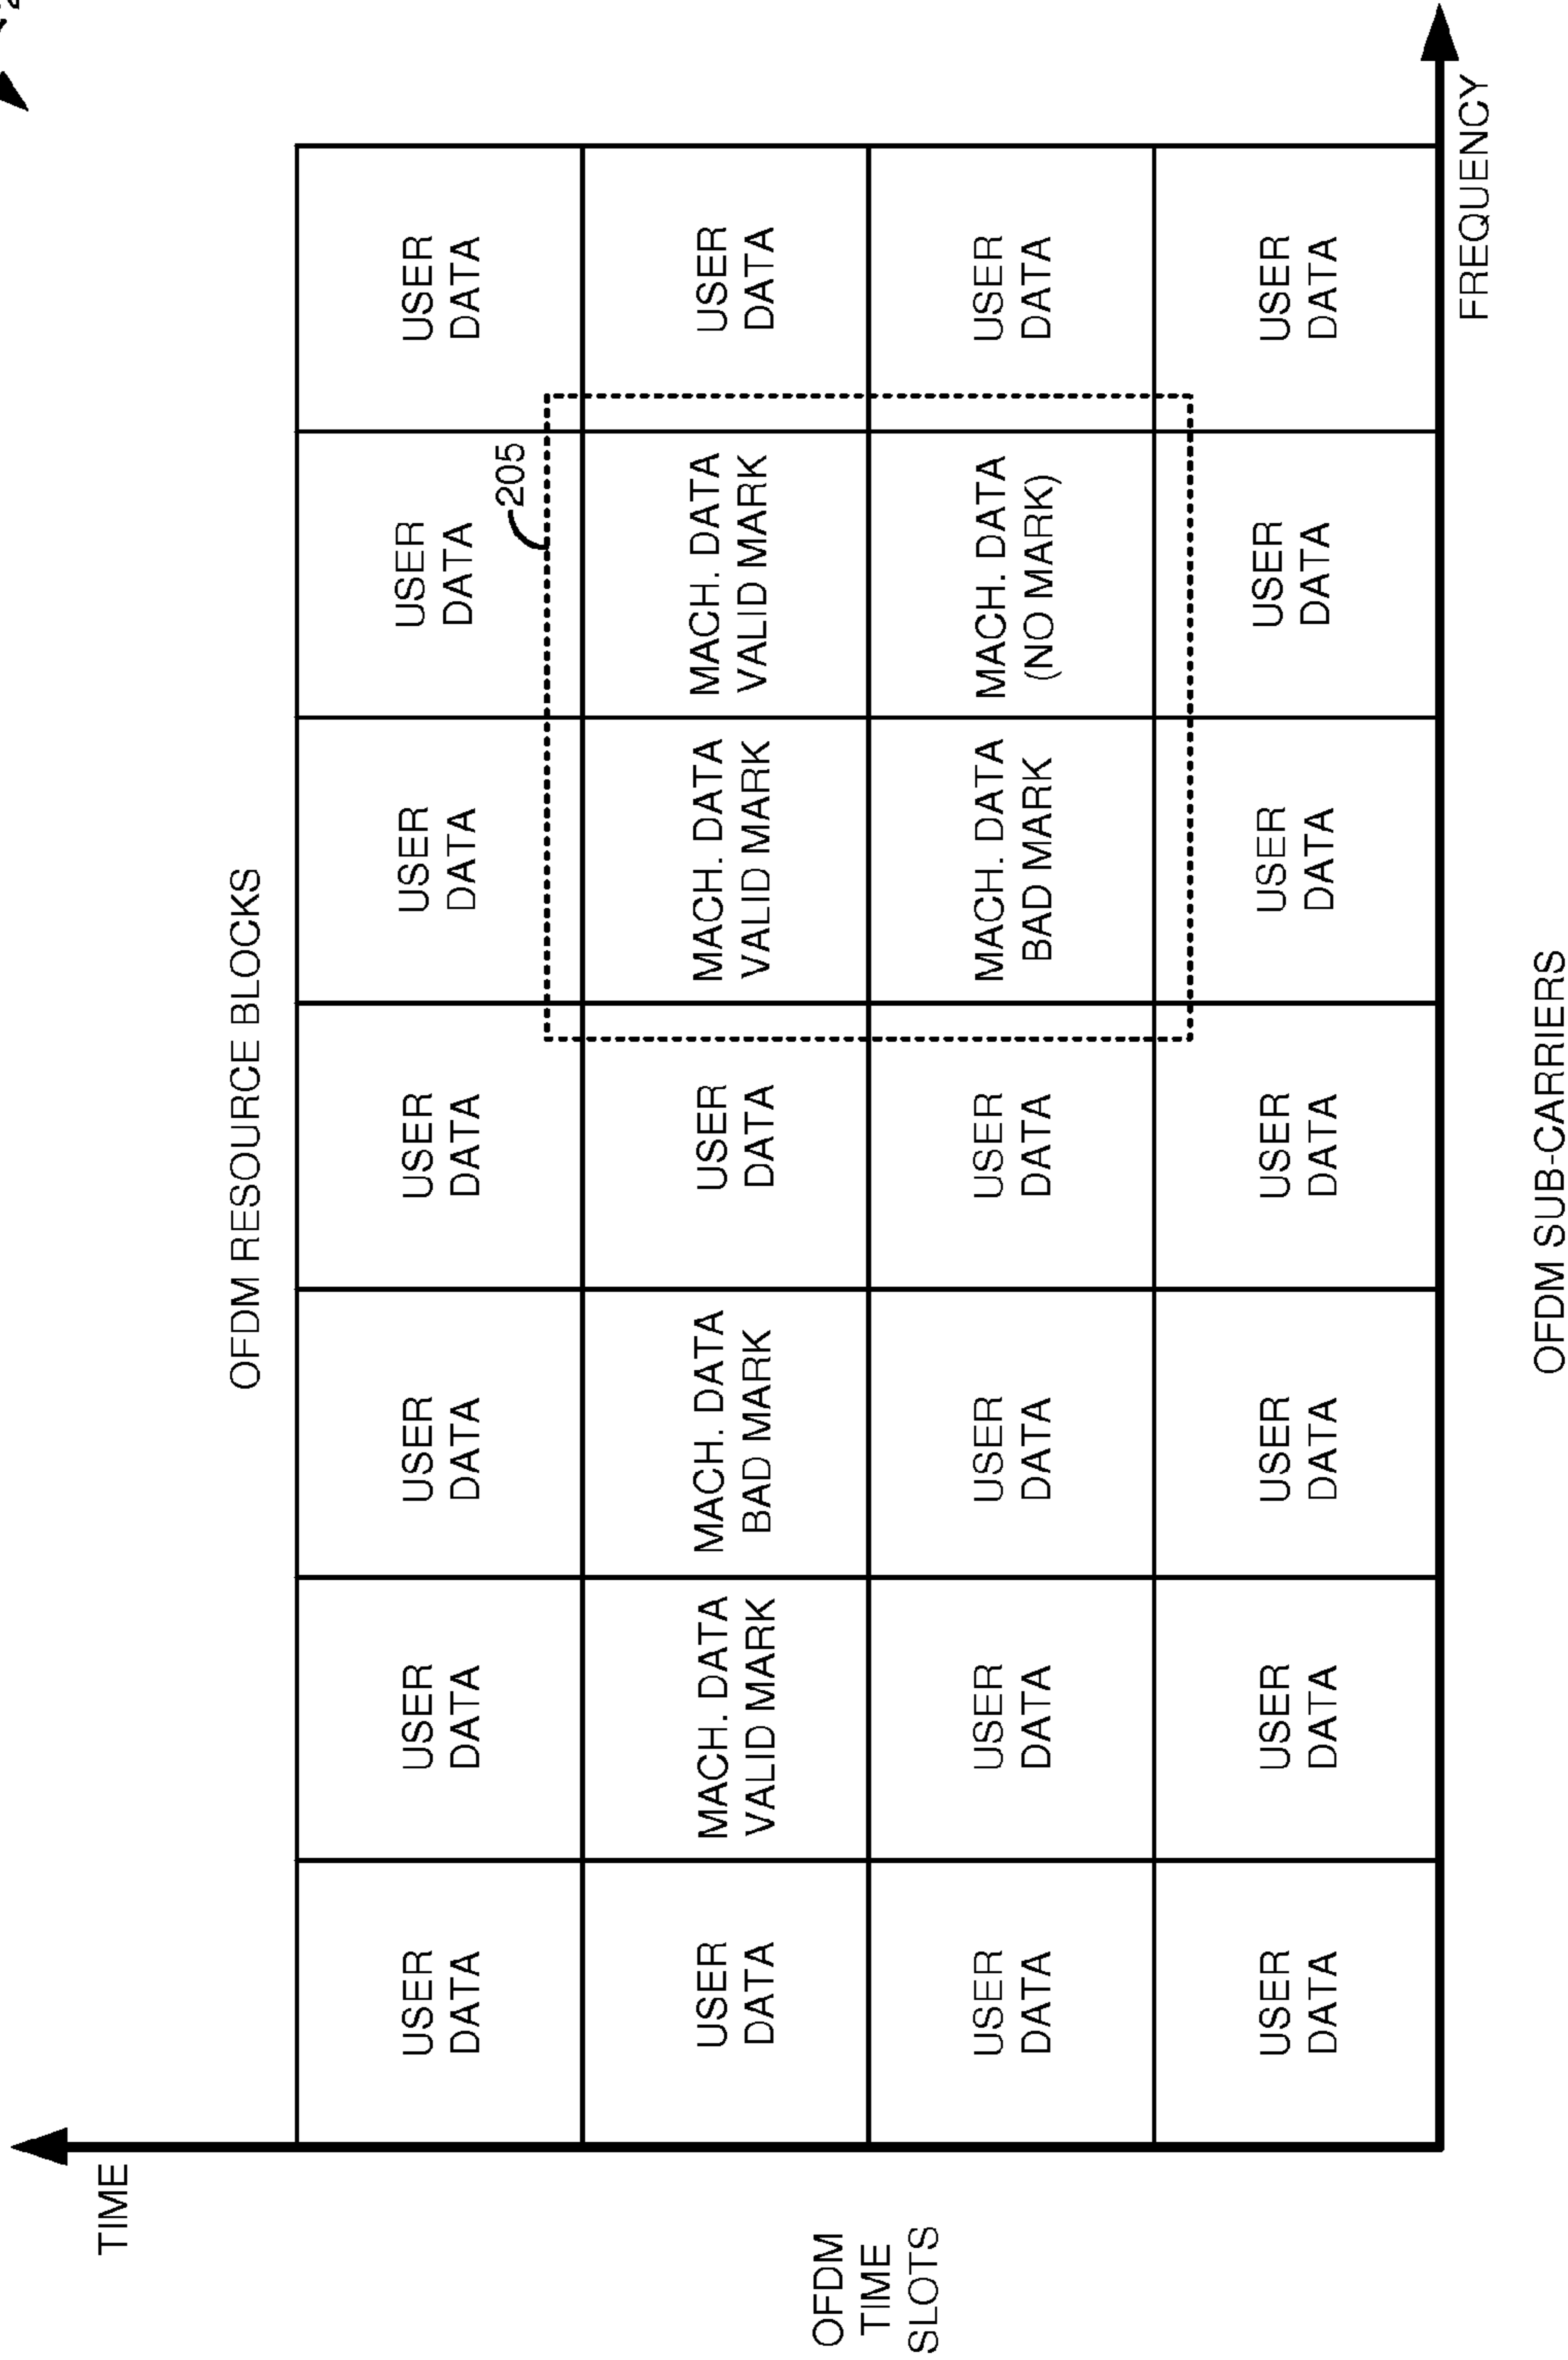 TIME
OFDM RESOURCE BLOCKS
USER
DATA
USER
DATA
USER
DATA
USER
DATA
USER
DATA
USER
DATA
USER
DATA
205
USER
DATA
MACH. DATA
VALID MARK
MACH. DATA
BAD MARK
USER
DATA
MACH. DATA
VALID MARK
MACH. DATA
VALID MARK
USER
DATA
OFDM
TIME
SLOTS
USER
DATA
USER
DATA
USER
DATA
USER
DATA
MACH. DATA
BAD MARK
MACH. DATA
(NO MARK)
USER
DATA
USER
DATA
USER
DATA
USER
DATA
USER
DATA
USER
DATA
USER
DATA
USER
DATA
FREQUENCY
OFDM SUB-CARRIERS